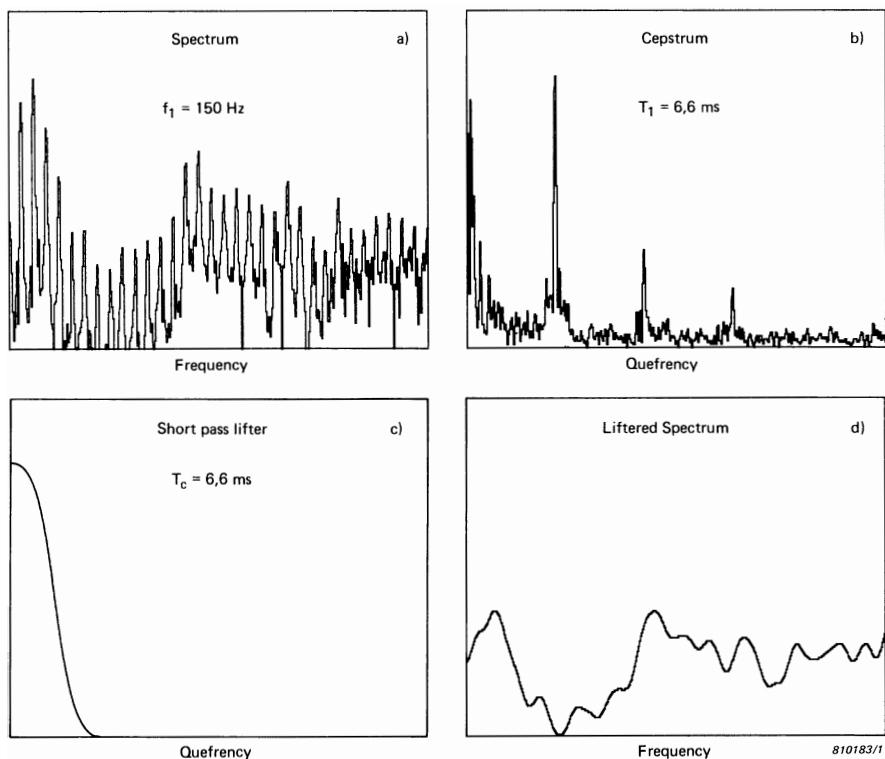 Spectrum a)
f₁ = 150 Hz
Frequency
Cepstrum b)
T₁ = 6,6 ms
Quefrency
Short pass lifter c)
T_c = 6,6 ms
Quefrency
Liftered Spectrum d)
Frequency
810183/1